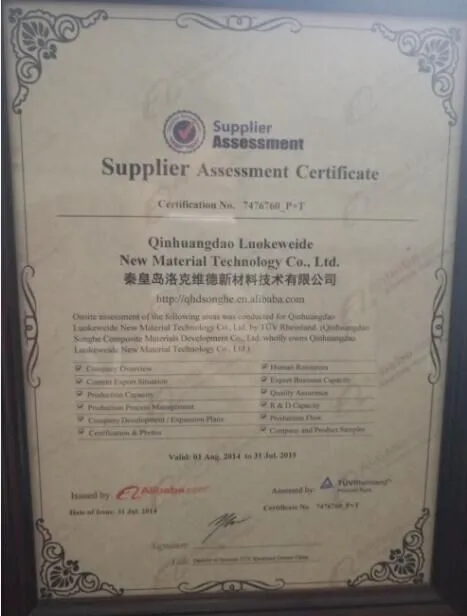 Supplier
Assessment
Supplier Assessment Certificate
Certification No. 7476760_P+T
Qinhuangdao Luokeweide
New Material Technology Co., Ltd.
秦皇岛洛克维德新材料技术有限公司
http://qhdsonghe.en.alibaba.com
Onsite assessment of the following areas was conducted for Qinhuangdao
Luokeweide New Material Technology Co., Ltd. by TÜV Rheinland. (Qinhuangdao
Songhe Composite Materials Development Co., Ltd. wholly owns Qinhuangdao
Luokeweide New Material Technology Co., Ltd.)
Company Overview
Human Resources
Current Export Situation
Export Business Capacity
Production Capacity
Quality Assurance
Production Process Management
R & D Capacity
Company Development / Expansion Plans
Production Flow
Certification & Photos
Company and Product Samples
Valid: 01 Aug. 2014 to 31 Jul. 2015
Issued by Alibaba.com
Assessed by: TÜVRheinland
Date of Issue: 31 Jul. 2014
Certificate No. 7476760_P+T
Signature